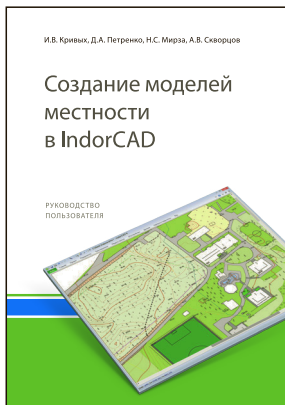 И.В. Кривых, Д.А. Петренко, Н.С. Мирза, А.В. Скворцов
Создание моделей
местности
в IndorCAD
РУКОВОДСТВО
ПОЛЬЗОВАТЕЛЯ